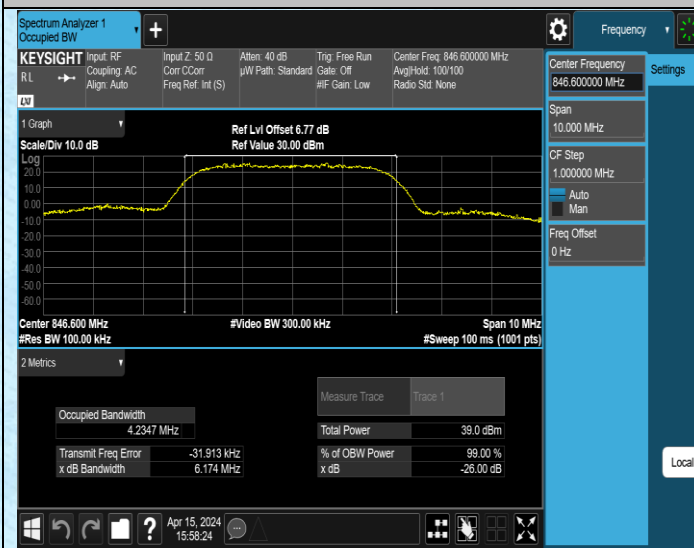 Spectrum Analyzer 1
Occupied BW
+
Frequency
KEYSIGHT
RL
LXI
Input: RF
Coupling: AC
Align: Auto
Input Z: 50 Ω
Corr CCorr
Freq Ref: Int (S)
Atten: 40 dB
µW Path: Standard
Trig: Free Run
Gate: Off
#IF Gain: Low
Center Freq: 846.600000 MHz
Avg|Hold: 100/100
Radio Std: None
Center Frequency
846.600000 MHz
Settings
Span
10.000 MHz
CF Step
1.000000 MHz
Auto
Man
Freq Offset
0 Hz
Local
1 Graph
Scale/Div 10.0 dB
Ref Lvl Offset 6.77 dB
Ref Value 30.00 dBm
Log
20.0
10.0
0.00
-10.0
-20.0
-30.0
-40.0
-50.0
-60.0
Center 846.600 MHz
#Video BW 300.00 kHz
Span 10 MHz
#Res BW 100.00 kHz
#Sweep 100 ms (1001 pts)
2 Metrics
Measure Trace
Trace 1
Occupied Bandwidth
4.2347 MHz
Total Power
39.0 dBm
Transmit Freq Error
-31.913 kHz
% of OBW Power
99.00 %
x dB Bandwidth
6.174 MHz
x dB
-26.00 dB
?
Apr 15, 2024
15:58:24